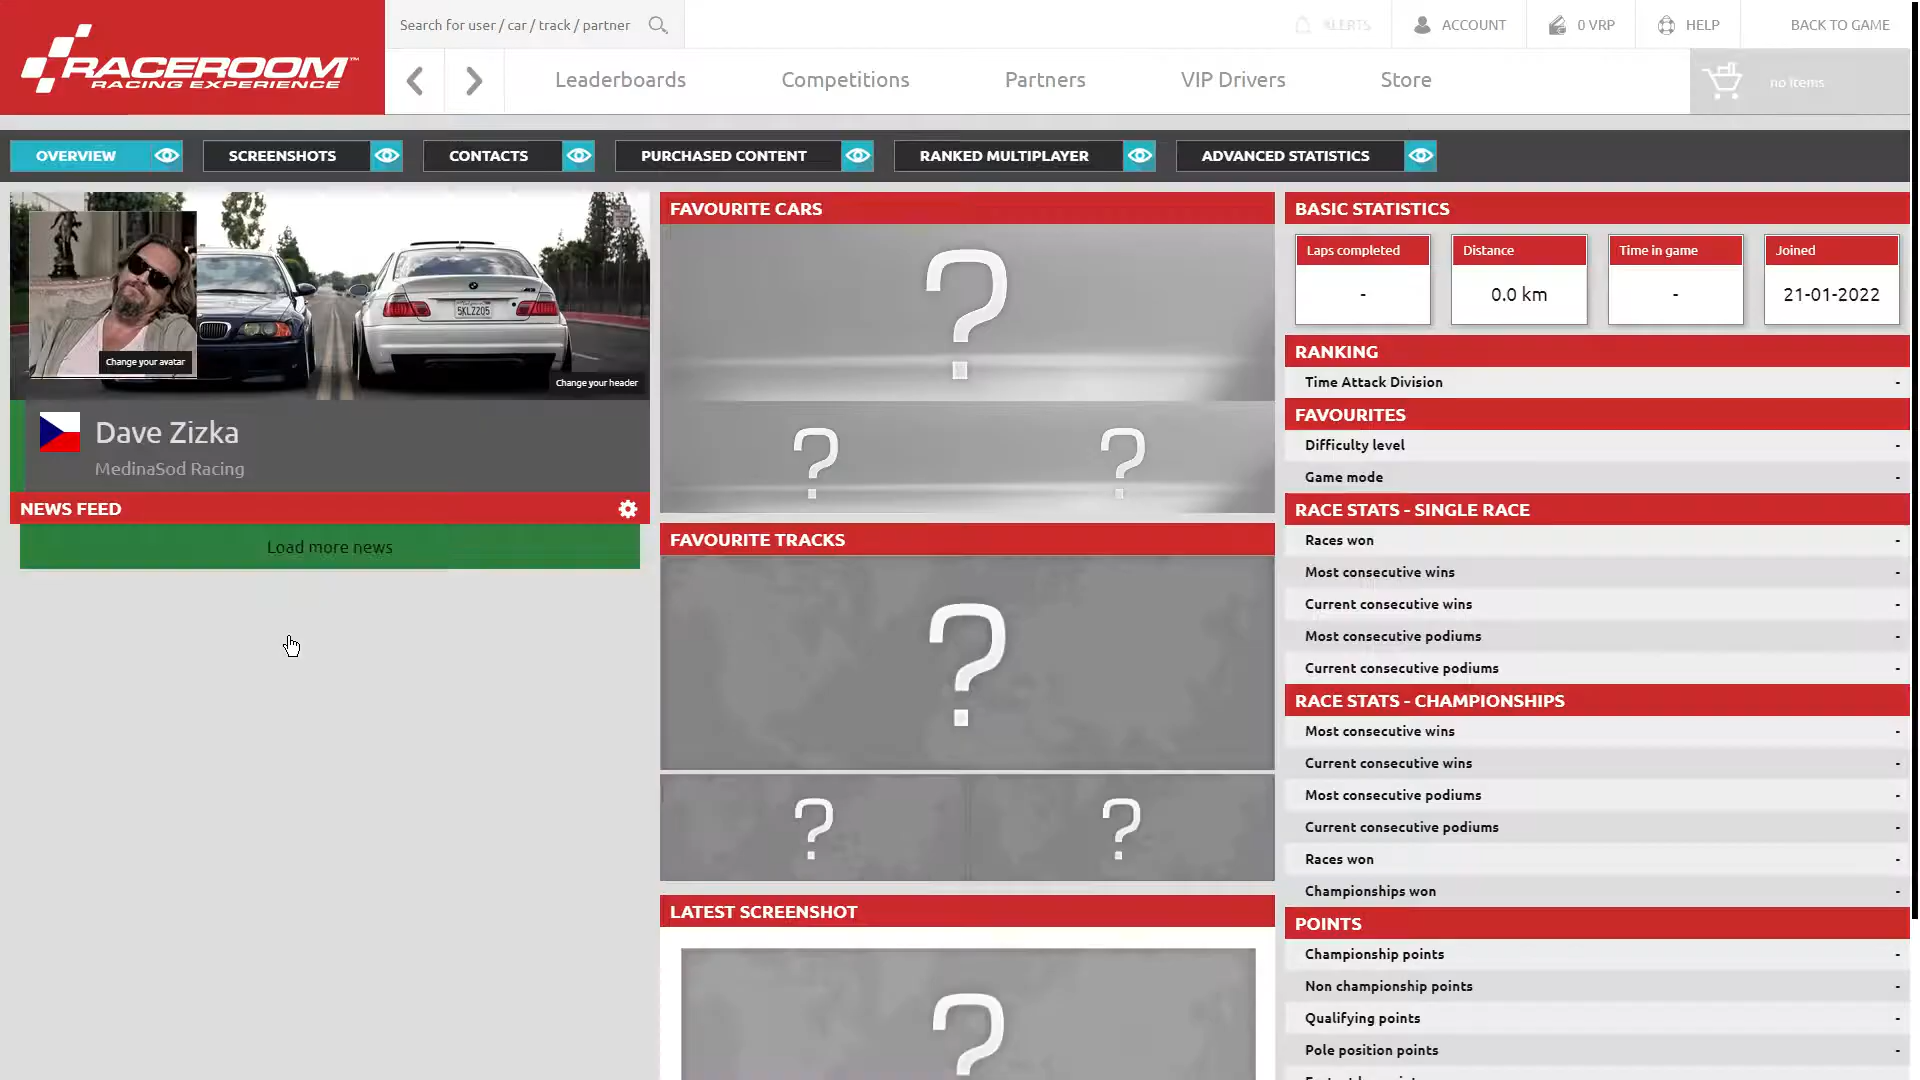 RACEROOM™
RACING EXPERIENCE
Search for user / car / track / partner
ALERTS
ACCOUNT
0 VRP
HELP
BACK TO GAME
Leaderboards
Competitions
Partners
VIP Drivers
Store
no items
OVERVIEW
SCREENSHOTS
CONTACTS
PURCHASED CONTENT
RANKED MULTIPLAYER
ADVANCED STATISTICS
5KLZ205
Change your avatar
Change your header
Dave Zizka
MedinaSod Racing
NEWS FEED
Load more news
FAVOURITE CARS
?
? ?
FAVOURITE TRACKS
?
? ?
LATEST SCREENSHOT
?
BASIC STATISTICS
Laps completed
-
Distance
0.0 km
Time in game
-
Joined
21-01-2022
RANKING
Time Attack Division -
FAVOURITES
Difficulty level -
Game mode -
RACE STATS - SINGLE RACE
Races won -
Most consecutive wins -
Current consecutive wins -
Most consecutive podiums -
Current consecutive podiums -
RACE STATS - CHAMPIONSHIPS
Most consecutive wins -
Current consecutive wins -
Most consecutive podiums -
Current consecutive podiums -
Races won -
Championships won -
POINTS
Championship points -
Non championship points -
Qualifying points -
Pole position points -